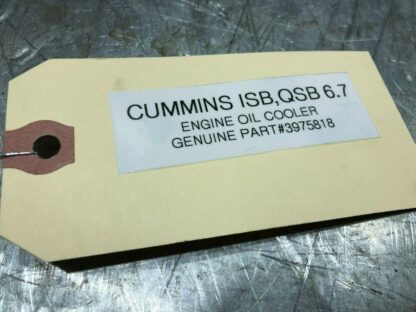 CUMMINS ISB,QSB 6.7
ENGINE OIL COOLER
GENUINE PART#3975818